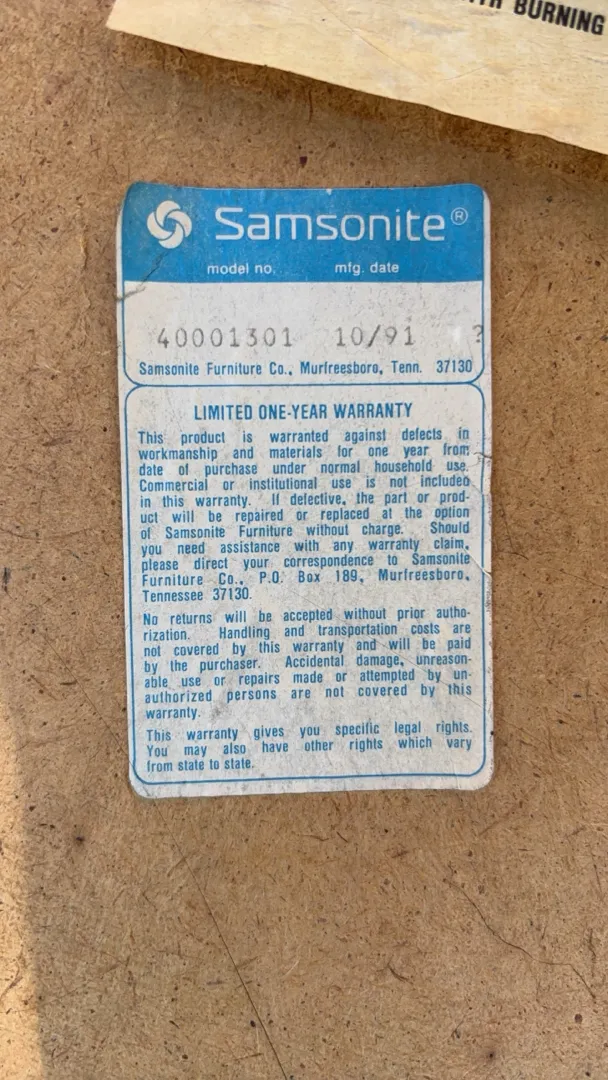 BURNING
Samsonite®
model no. mfg. date
40001301 10/91 ?
Samsonite Furniture Co., Murfreesboro, Tenn. 37130
LIMITED ONE-YEAR WARRANTY
This product is warranted against defects in
workmanship and materials for one year from
date of purchase under normal household use.
Commercial or institutional use is not included
in this warranty. If defective, the part or prod-
uct will be repaired or replaced at the option
of Samsonite Furniture without charge. Should
you need assistance with any warranty claim,
please direct your correspondence to Samsonite
Furniture Co., P.O. Box 189, Murfreesboro,
Tennessee 37130.
No returns will be accepted without prior autho-
rization. Handling and transportation costs are
not covered by this warranty and will be paid
by the purchaser. Accidental damage, unreason-
able use or repairs made or attempted by un-
authorized persons are not covered by this
warranty.
This warranty gives you specific legal rights.
You may also have other rights which vary
from state to state.